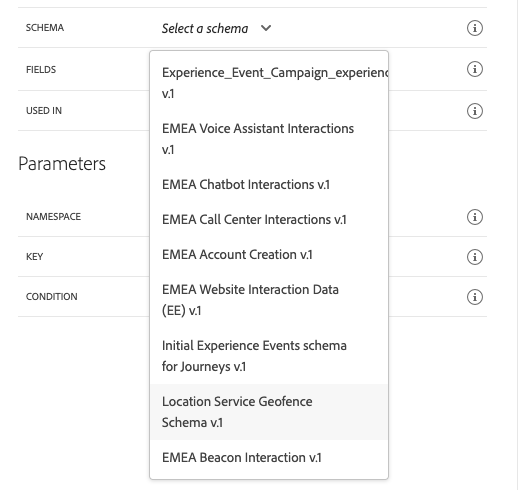 SCHEMA
Select a schema
FIELDS
USED IN
Parameters
NAMESPACE
KEY
CONDITION
Experience_Event_Campaign_experienc
v.1
EMEA Voice Assistant Interactions
v.1
EMEA Chatbot Interactions v.1
EMEA Call Center Interactions v.1
EMEA Account Creation v.1
EMEA Website Interaction Data
(EE) v.1
Initial Experience Events schema
for Journeys v.1
Location Service Geofence
Schema v.1
EMEA Beacon Interaction v.1